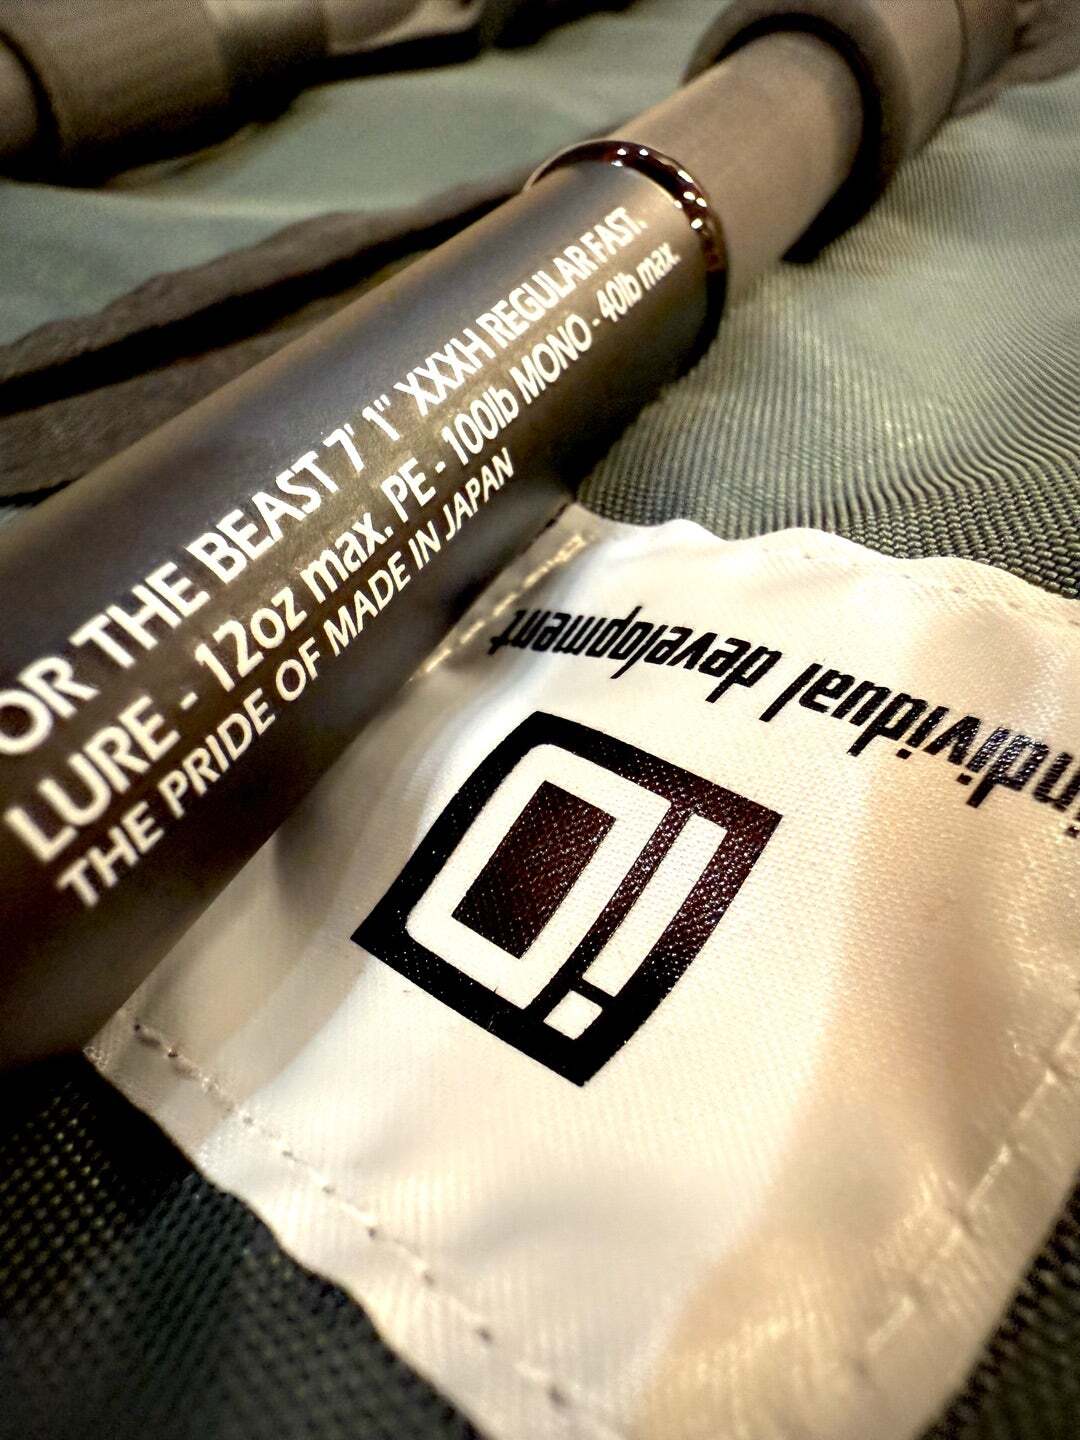 OR THE BEAST 7' 1" XXXH REGULAR FAST.
LURE - 12oz max. PE - 100lb MONO - 40lb max.
THE PRIDE OF MADE IN JAPAN
individual development
iD